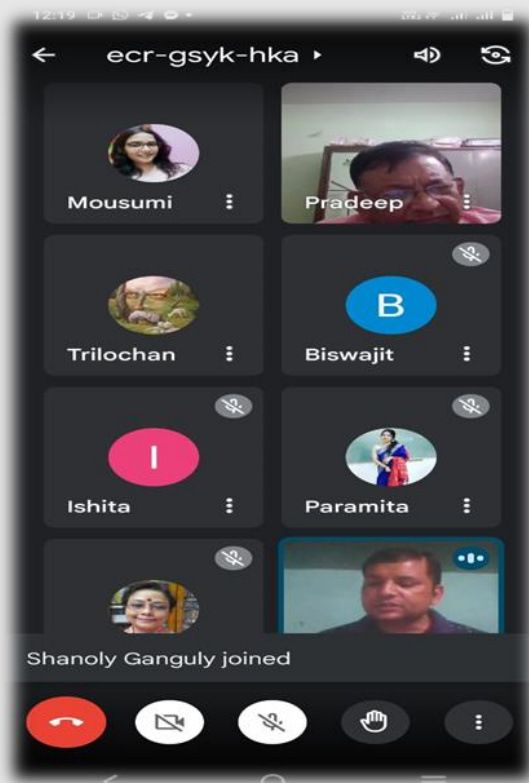 12:19
ecr-gsyk-hka
Mousumi
Pradeep
Trilochan
B
Biswajit
I
Ishita
Paramita
Shanoly Ganguly joined